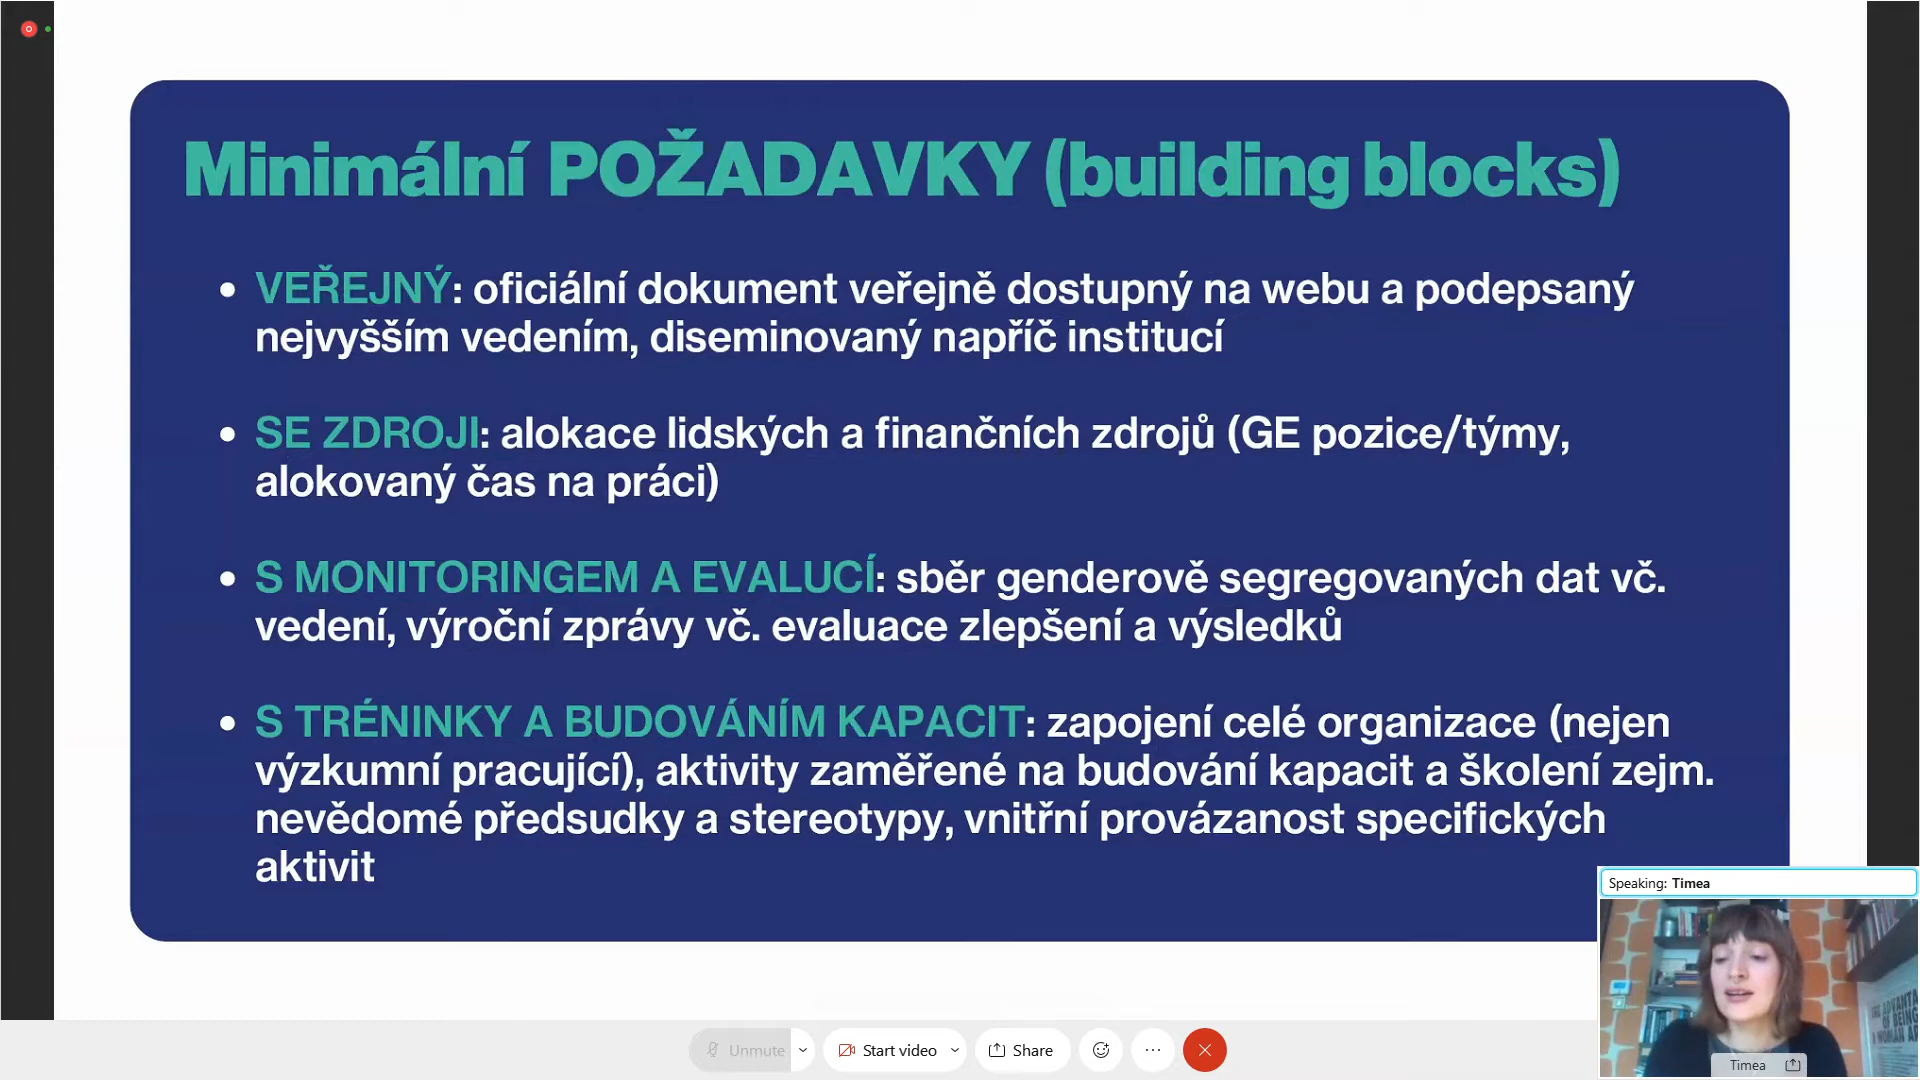 Minimální POŽADAVKY (building blocks)
• VEŘEJNÝ: oficiální dokument veřejně dostupný na webu a podepsaný
nejvyšším vedením, diseminovaný napříč institucí
• SE ZDROJI: alokace lidských a finančních zdrojů (GE pozice/týmy,
alokovaný čas na práci)
• S MONITORINGEM A EVALUCÍ: sběr genderově segregovaných dat vč.
vedení, výroční zprávy vč. evaluace zlepšení a výsledků
• S TRÉNINKY A BUDOVÁNÍM KAPACIT: zapojení celé organizace (nejen
výzkumní pracující), aktivity zaměřené na budování kapacit a školení zejm.
nevědomé předsudky a stereotypy, vnitřní provázanost specifických
aktivit
Speaking: Timea
OF BEING
Timea
Unmute
Start video
Share